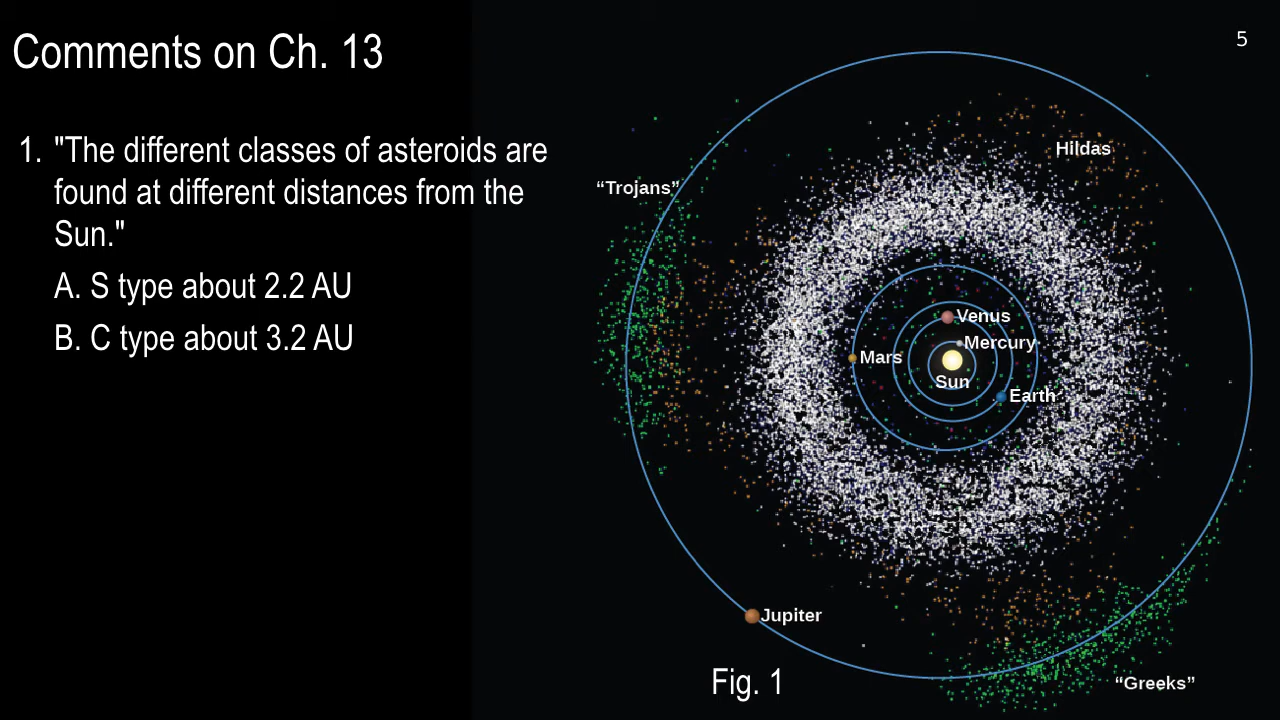 Comments on Ch. 13
5
1. "The different classes of asteroids are
found at different distances from the
Sun."
A. S type about 2.2 AU
B. C type about 3.2 AU
Hildas
“Trojans”
Venus
Mercury
Mars
Sun
Earth
Jupiter
“Greeks”
Fig. 1